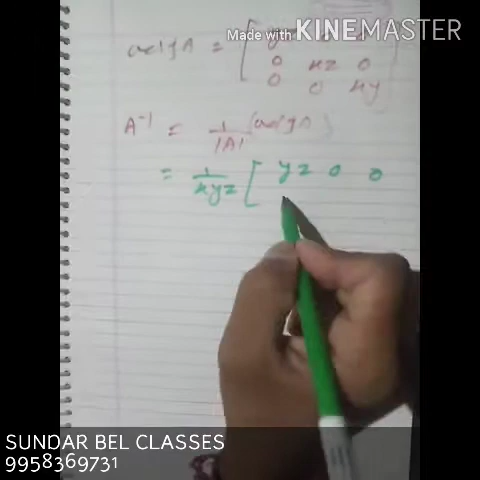 Made with KINEMASTER
adj A = [ yz
0 xz 0
0 0 xy
A⁻¹ = 1/|A| (adj A)
= 1/xyz [ yz 0 0
SUNDAR BEL CLASSES
9958369731